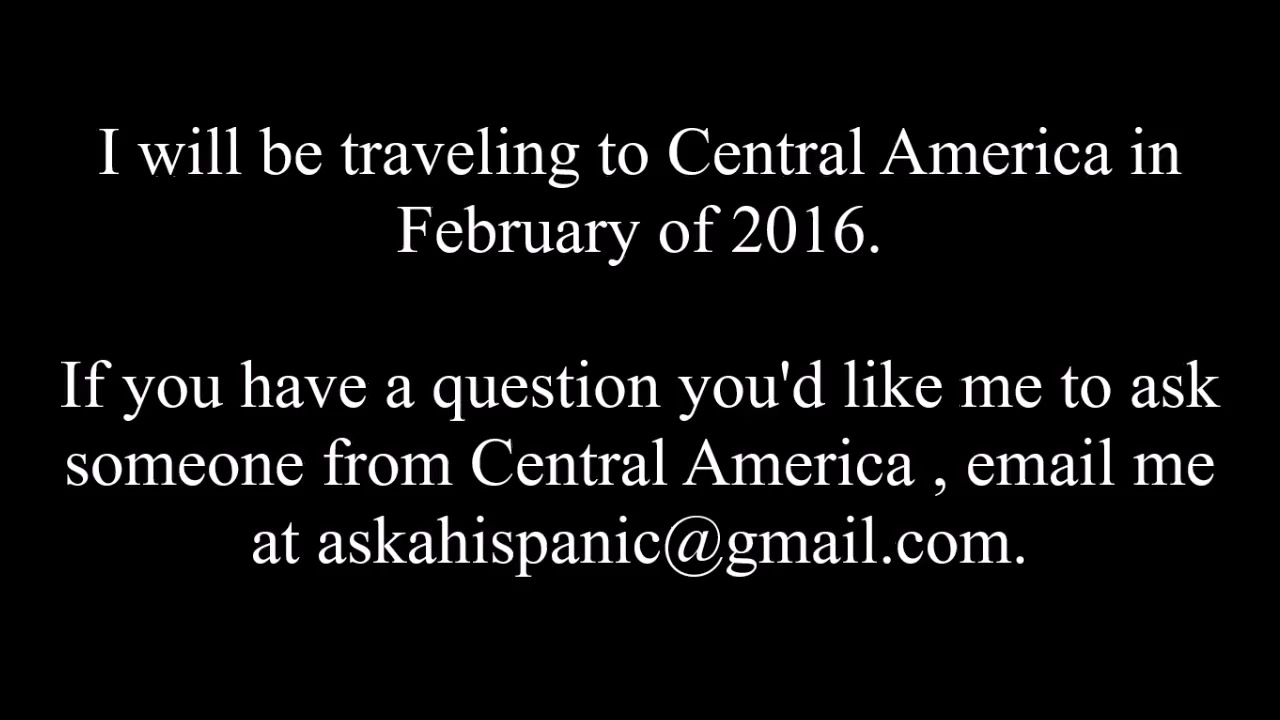 I will be traveling to Central America in
February of 2016.
If you have a question you'd like me to ask
someone from Central America , email me
at askahispanic@gmail.com.